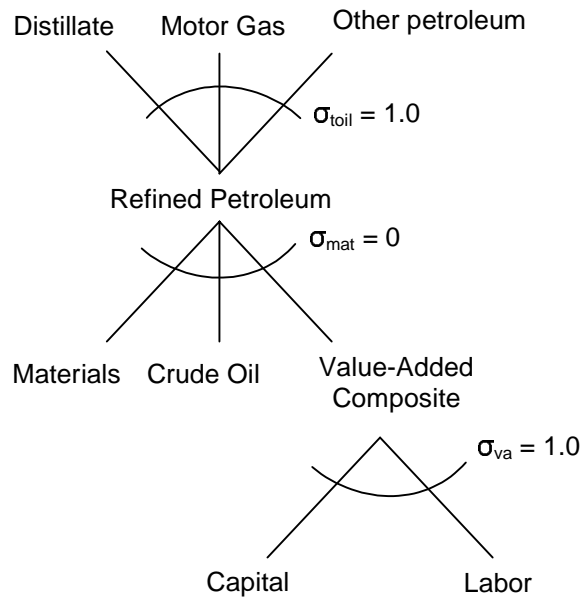 Distillate Motor Gas Other petroleum
σtoil = 1.0
Refined Petroleum
σmat = 0
Materials Crude Oil Value-Added
Composite
σva = 1.0
Capital Labor